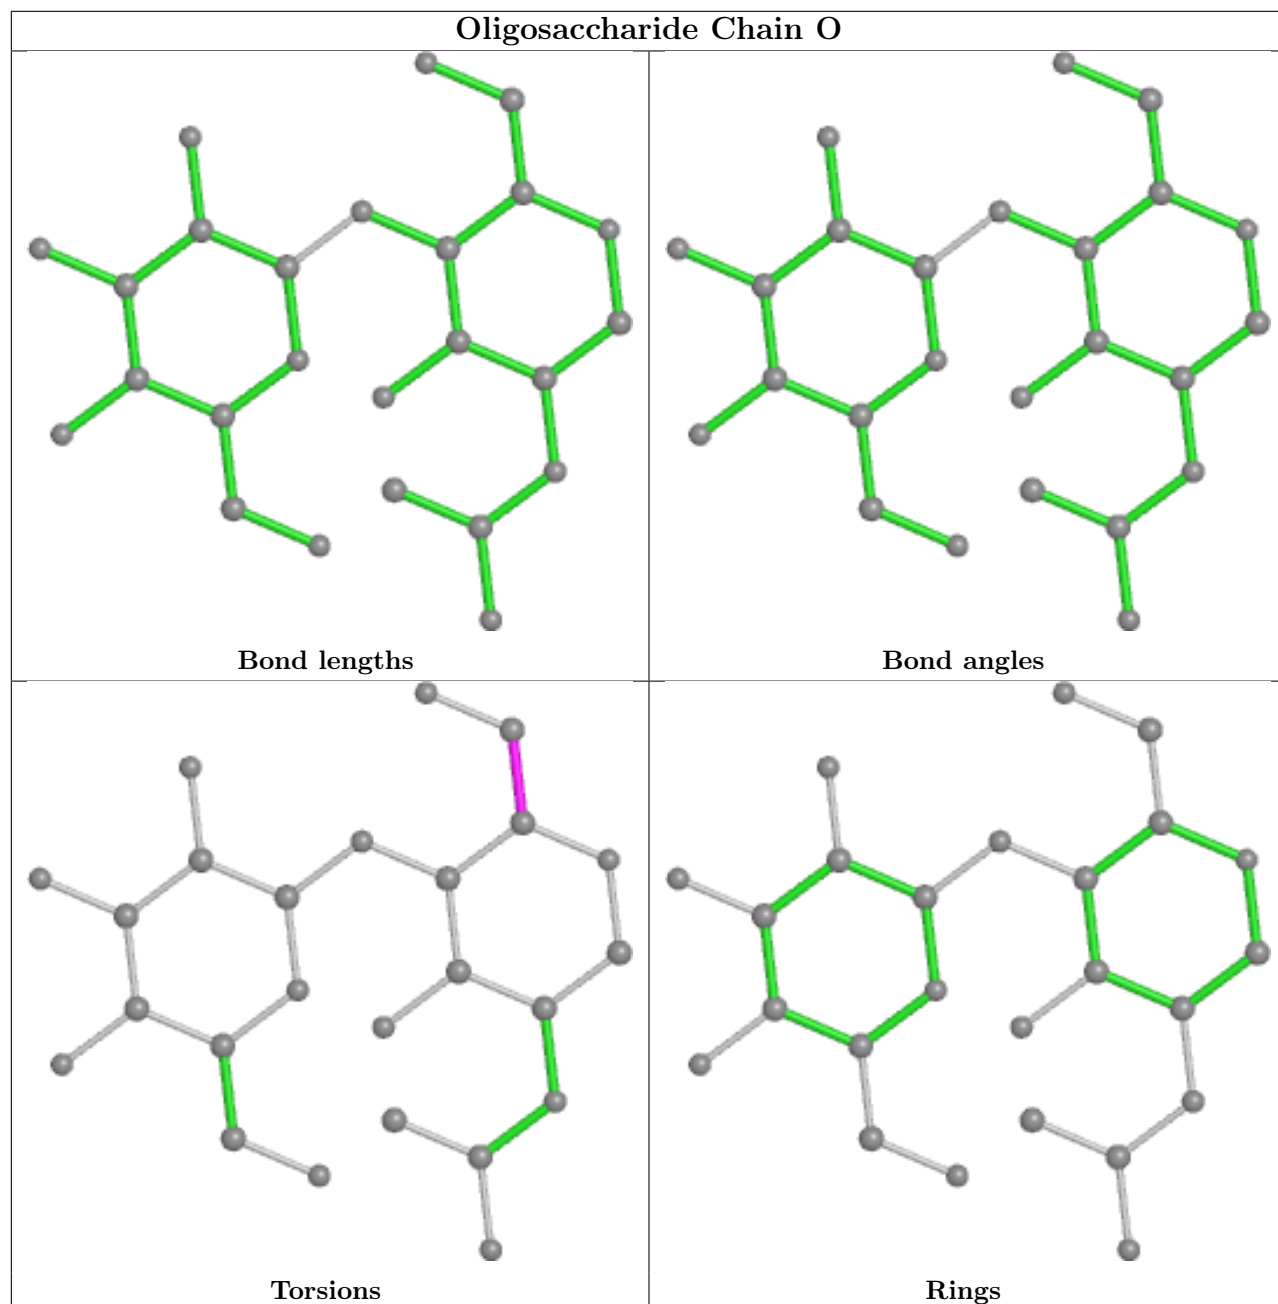 Oligosaccharide Chain O
Bond lengths
Bond angles
Torsions
Rings